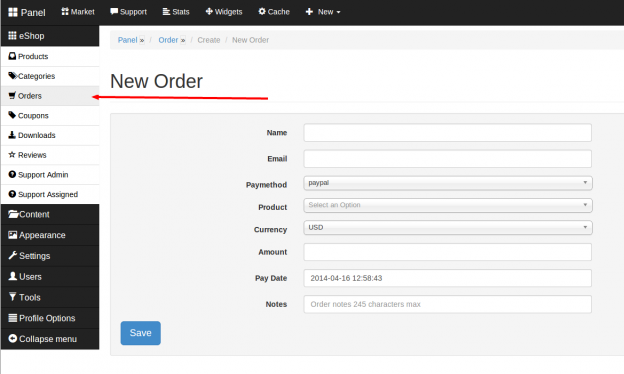 Panel Market Support Stats Widgets Cache New
eShop
Products
Categories
Orders
Coupons
Downloads
Reviews
Support Admin
Support Assigned
Content
Appearance
Settings
Users
Tools
Profile Options
Collapse menu
Panel » / Order » / Create / New Order
New Order
Name
Email
Paymethod paypal
Product Select an Option
Currency USD
Amount
Pay Date 2014-04-16 12:58:43
Notes Order notes 245 characters max
Save